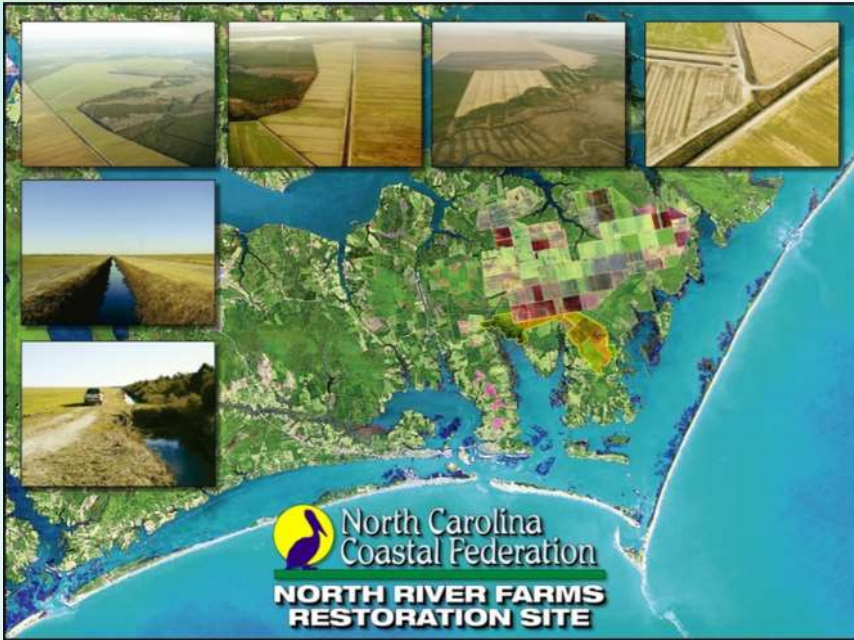 North Carolina
Coastal Federation
NORTH RIVER FARMS
RESTORATION SITE